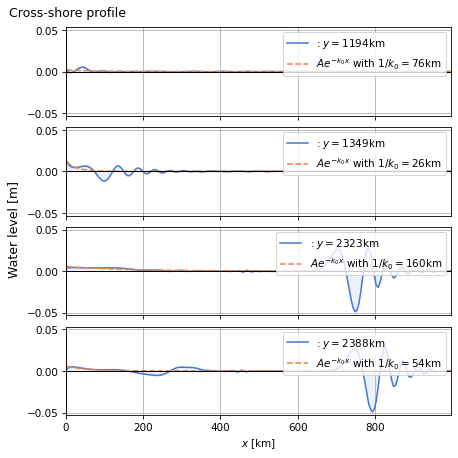 Cross-shore profile
Water level [m]
0.05
0.00
−0.05
: y = 1194km
Ae^{−k₀x} with 1/k₀ = 76km
0.05
0.00
−0.05
: y = 1349km
Ae^{−k₀x} with 1/k₀ = 26km
0.05
0.00
−0.05
: y = 2323km
Ae^{−k₀x} with 1/k₀ = 160km
0.05
0.00
−0.05
: y = 2388km
Ae^{−k₀x} with 1/k₀ = 54km
0 200 400 600 800
x [km]